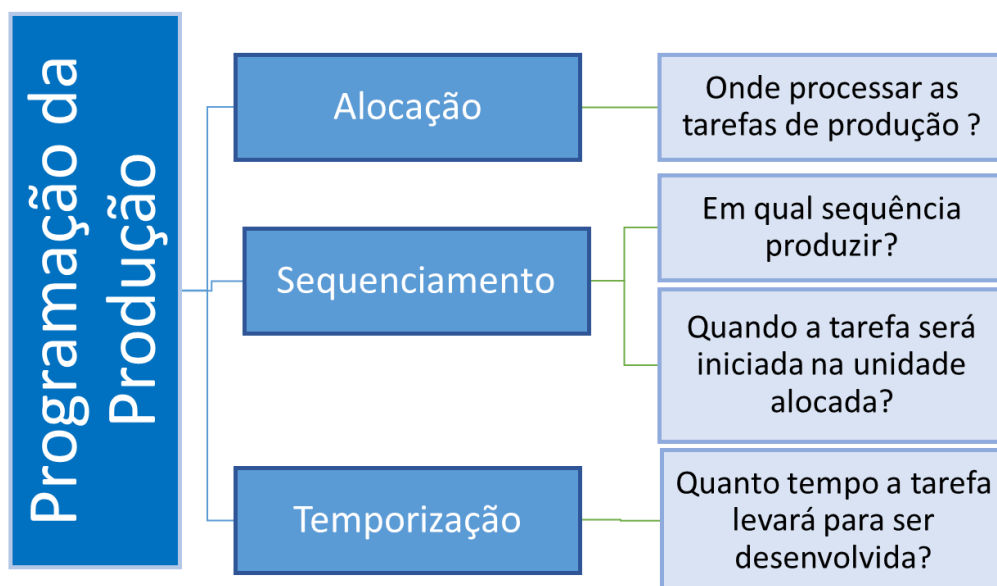 Programação da
Produção
Alocação
Onde processar as
tarefas de produção ?
Sequenciamento
Em qual sequência
produzir?
Quando a tarefa será
iniciada na unidade
alocada?
Temporização
Quanto tempo a tarefa
levará para ser
desenvolvida?